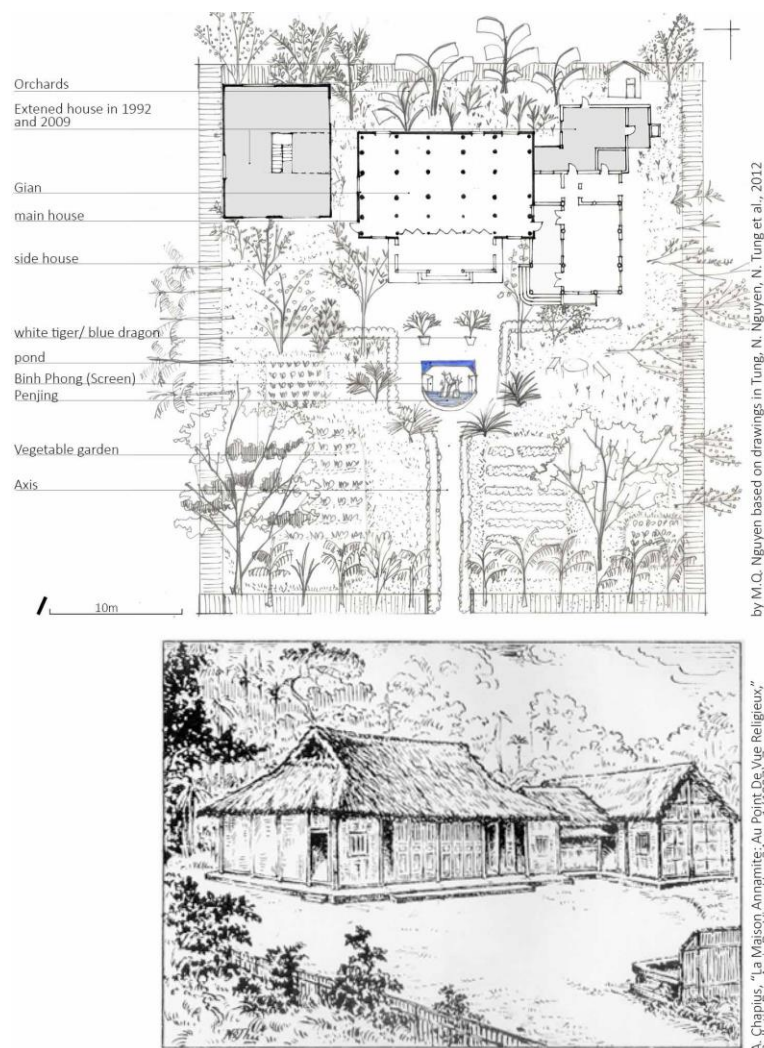 Orchards
Extened house in 1992
and 2009
Gian
main house
side house
white tiger/ blue dragon
pond
Binh Phong (Screen)
Penjing
Vegetable garden
Axis
10m
by M.Q. Nguyen based on drawings in Tung, N. Nguyen, N. Tung et al., 2012
A. Chapius, "La Maison Annamite: Au Point De Vue Religieux,"